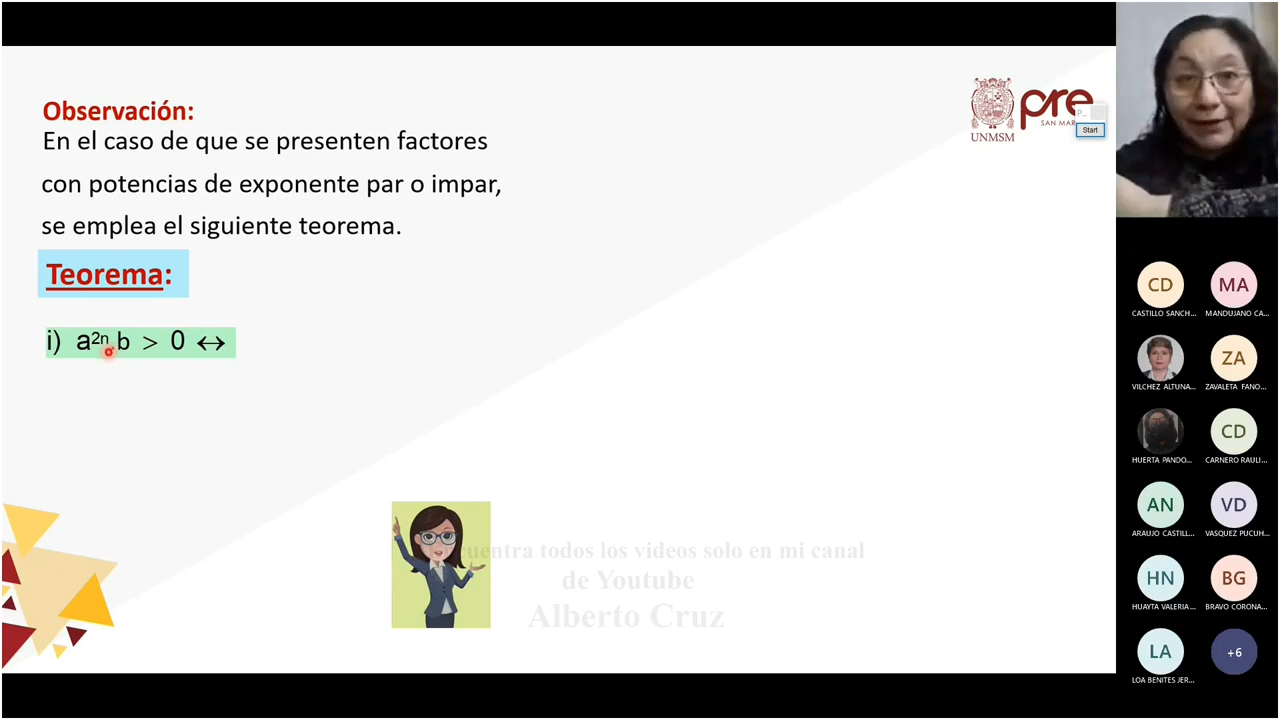 Observación:
En el caso de que se presenten factores
con potencias de exponente par o impar,
se emplea el siguiente teorema.
Teorema:
i) a²ⁿ.b > 0 ↔
UNMSM
pre
SAN MAR
P...
Start
cuentra todos los videos solo en mi canal
de Youtube
Alberto Cruz
CD
CASTILLO SANCH...
MA
MANDUJANO CA...
VILCHEZ ALTUNA...
ZA
ZAVALETA FANO...
HUERTA PANDO...
CD
CARNERO RAULI...
AN
ARAUJO CASTILL...
VD
VASQUEZ PUCUH...
HN
HUAYTA VALERIA ...
BG
BRAVO CORONA...
LA
LOA BENITES JER...
+6